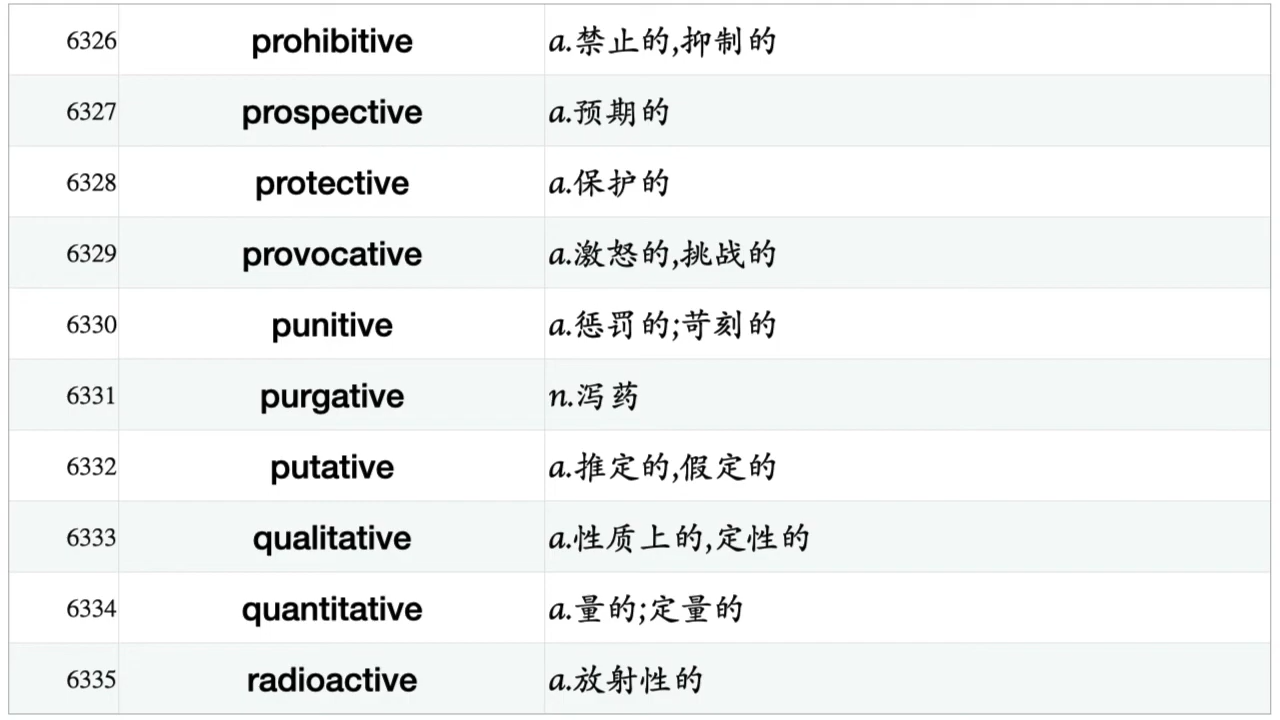 6326 prohibitive a.禁止的,抑制的
6327 prospective a.预期的
6328 protective a.保护的
6329 provocative a.激怒的,挑战的
6330 punitive a.惩罚的;苛刻的
6331 purgative n.泻药
6332 putative a.推定的,假定的
6333 qualitative a.性质上的,定性的
6334 quantitative a.量的;定量的
6335 radioactive a.放射性的